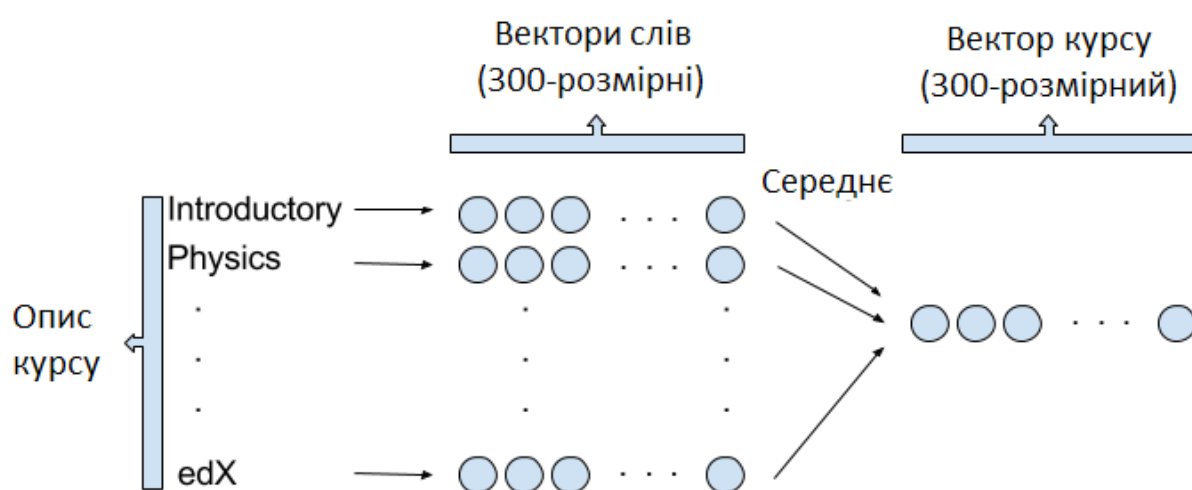 Вектори слів
(300-розмірні)
Вектор курсу
(300-розмірний)
Середнє
Introductory
Physics
Опис
курсу
edX